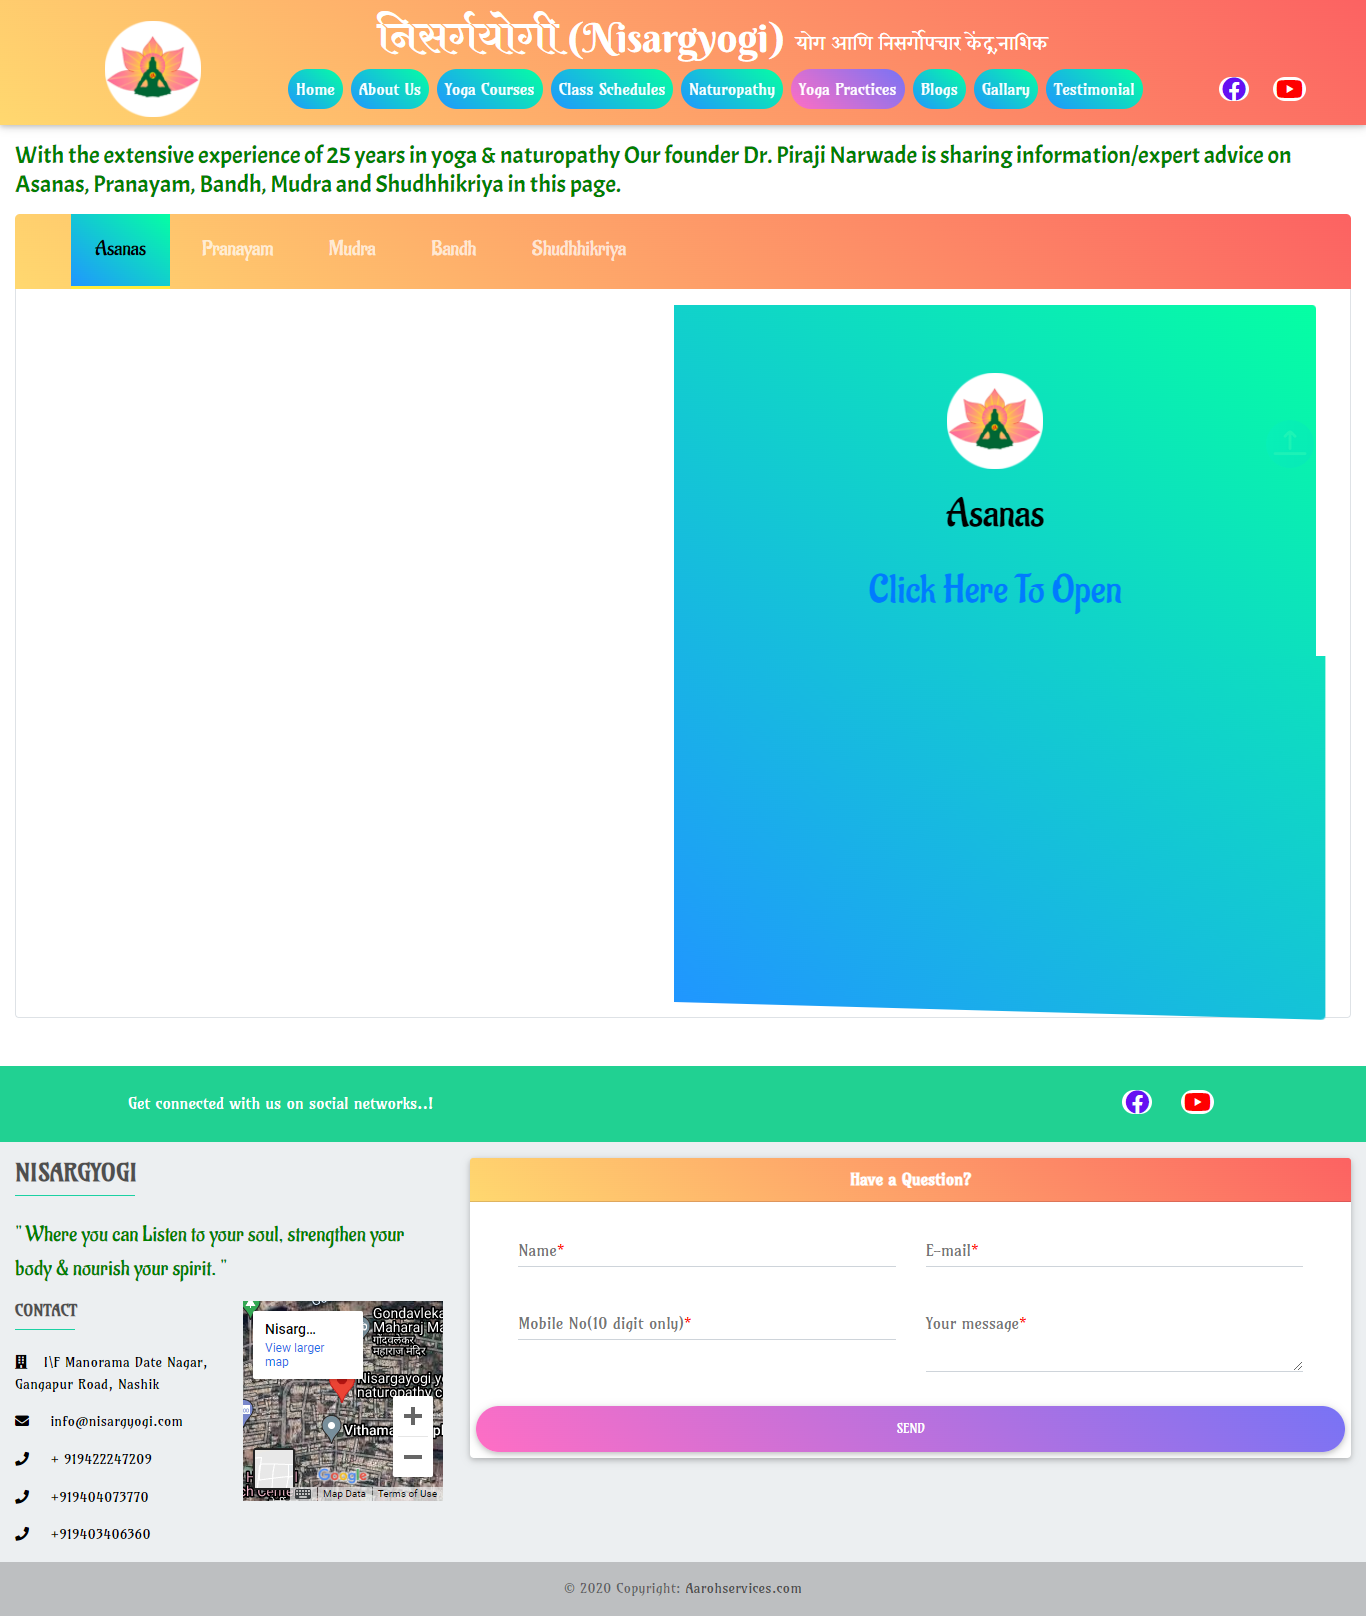 निसर्गयोगी (Nisargyogi) योग आणि निसर्गोपचार केंद्र,नाशिक
Home About Us Yoga Courses Class Schedules Naturopathy Yoga Practices Blogs Gallary Testimonial
With the extensive experience of 25 years in yoga & naturopathy Our founder Dr. Piraji Narwade is sharing information/expert advice on
Asanas, Pranayam, Bandh, Mudra and Shudhhikriya in this page.
Asanas Pranayam Mudra Bandh Shudhhikriya
Asanas
Click Here To Open
Get connected with us on social networks..!
NISARGYOGI
" Where you can Listen to your soul, strengthen your
body & nourish your spirit. "
CONTACT
1\F Manorama Date Nagar,
Gangapur Road, Nashik
info@nisargyogi.com
+ 919422247209
+919404073770
+919403406360
Gondavleka
Maharaj Ma
गोंदवलेकर
महाराज मंदिर
Nisarg...
View larger
map
Nisargayogi y
naturopathy c
Vithama
Google
Map Data Terms of Use
Have a Question?
Name* E-mail*
Mobile No(10 digit only)* Your message*
SEND
© 2020 Copyright: Aarohservices.com